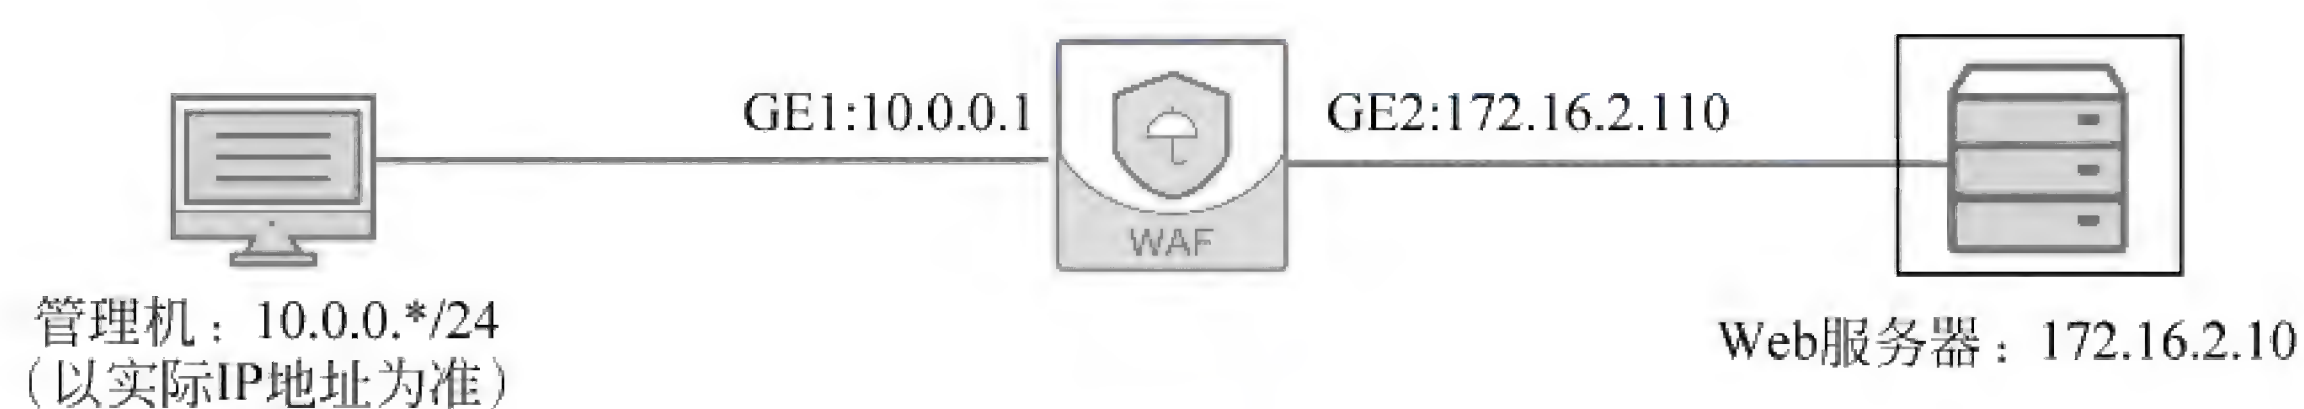 GE1:10.0.0.1
GE2:172.16.2.110
WAF
管理机：10.0.0.*/24
（以实际IP地址为准）
Web服务器：172.16.2.10